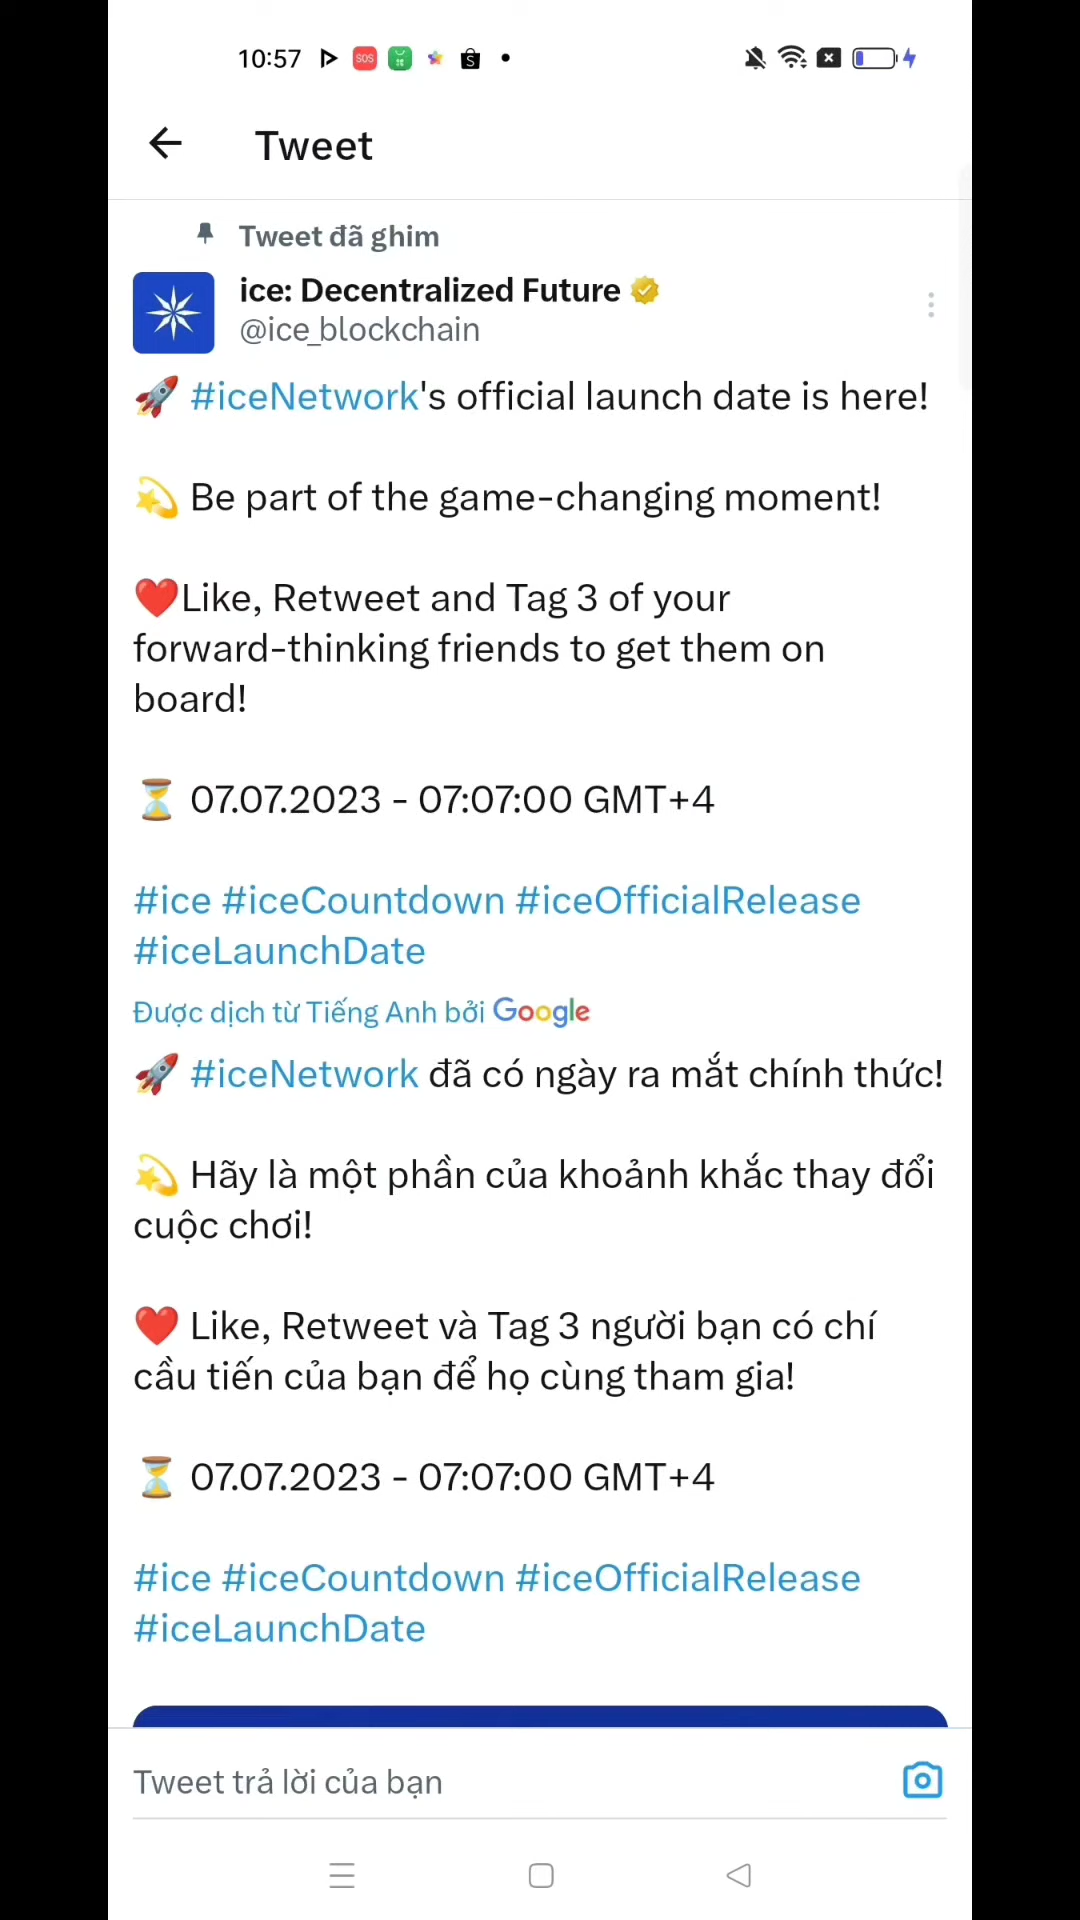 10:57
SOS
Tweet
Tweet đã ghim
ice: Decentralized Future
@ice_blockchain
🚀 #iceNetwork's official launch date is here!
💫 Be part of the game-changing moment!
❤️Like, Retweet and Tag 3 of your
forward-thinking friends to get them on
board!
⏳ 07.07.2023 - 07:07:00 GMT+4
#ice #iceCountdown #iceOfficialRelease
#iceLaunchDate
Được dịch từ Tiếng Anh bởi Google
🚀 #iceNetwork đã có ngày ra mắt chính thức!
💫 Hãy là một phần của khoảnh khắc thay đổi
cuộc chơi!
❤️ Like, Retweet và Tag 3 người bạn có chí
cầu tiến của bạn để họ cùng tham gia!
⏳ 07.07.2023 - 07:07:00 GMT+4
#ice #iceCountdown #iceOfficialRelease
#iceLaunchDate
Tweet trả lời của bạn